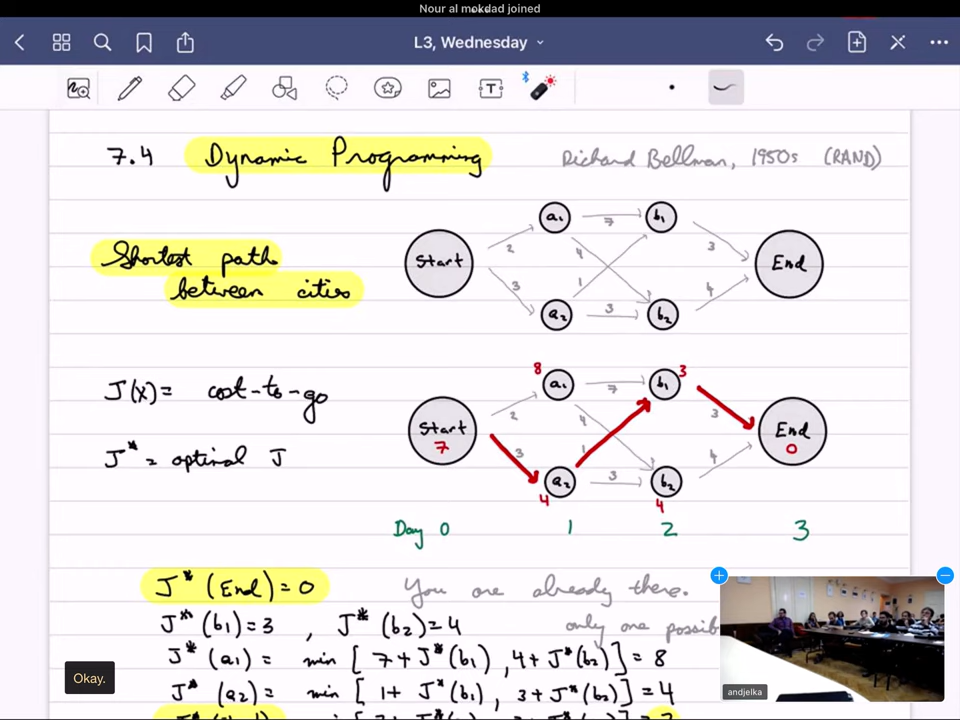 Nour al mokdad joined
L3, Wednesday
T
7.4 Dynamic Programming Richard Bellman, 1950s (RAND)
Shortest path
between cities
Start a₁ a₂ b₁ b₂ End
2 3 7 4 1 3 3 4
J(x) = cost-to-go
J* = optimal J
Start 7 a₁ 8 a₂ 4 b₁ 3 b₂ 4 End 0
2 3 7 4 1 3 3 4
Day 0 1 2 3
J*(End) = 0 You are already there.
J*(b₁) = 3 , J*(b₂) = 4 only one possib
J*(a₁) = min [ 7 + J*(b₁) , 4 + J*(b₂) ] = 8
J*(a₂) = min [ 1 + J*(b₁) , 3 + J*(b₂) ] = 4
Okay.
andjelka